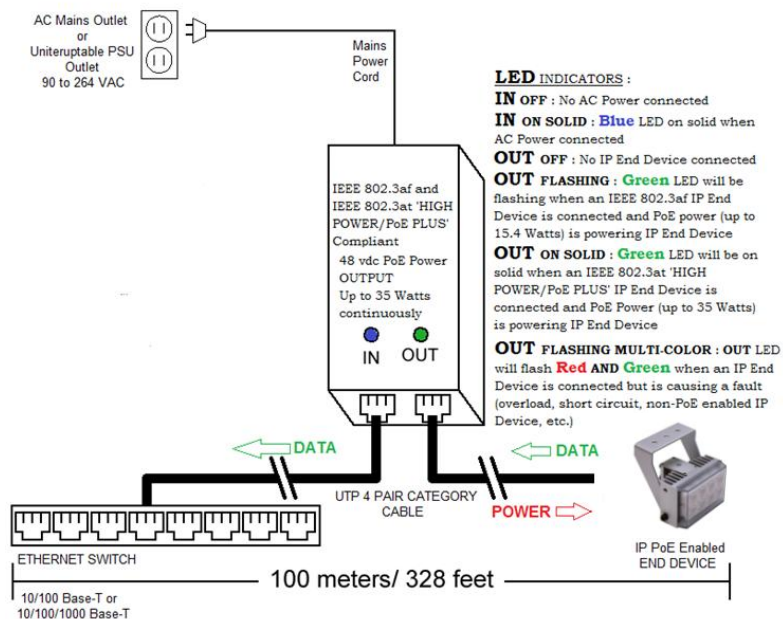 AC Mains Outlet
or
Uniteruptable PSU
Outlet
90 to 264 VAC
Mains
Power
Cord
LED INDICATORS :
IN OFF : No AC Power connected
IN ON SOLID : Blue LED on solid when
AC Power connected
OUT OFF : No IP End Device connected
OUT FLASHING : Green LED will be
flashing when an IEEE 802.3af IP End
Device is connected and PoE power (up to
15.4 Watts) is powering IP End Device
OUT ON SOLID : Green LED will be on
solid when an IEEE 802.3at 'HIGH
POWER/PoE PLUS' IP End Device is
connected and PoE Power (up to 35 Watts)
is powering IP End Device
OUT FLASHING MULTI-COLOR : OUT LED
will flash Red AND Green when an IP End
Device is connected but is causing a fault
(overload, short circuit, non-PoE enabled IP
Device, etc.)
IEEE 802.3af and
IEEE 802.3at 'HIGH
POWER/PoE PLUS'
Compliant
48 vdc PoE Power
OUTPUT
Up to 35 Watts
continuously
IN OUT
DATA
DATA
UTP 4 PAIR CATEGORY
CABLE
POWER
IP PoE Enabled
END DEVICE
ETHERNET SWITCH
100 meters/ 328 feet
10/100 Base-T or
10/100/1000 Base-T